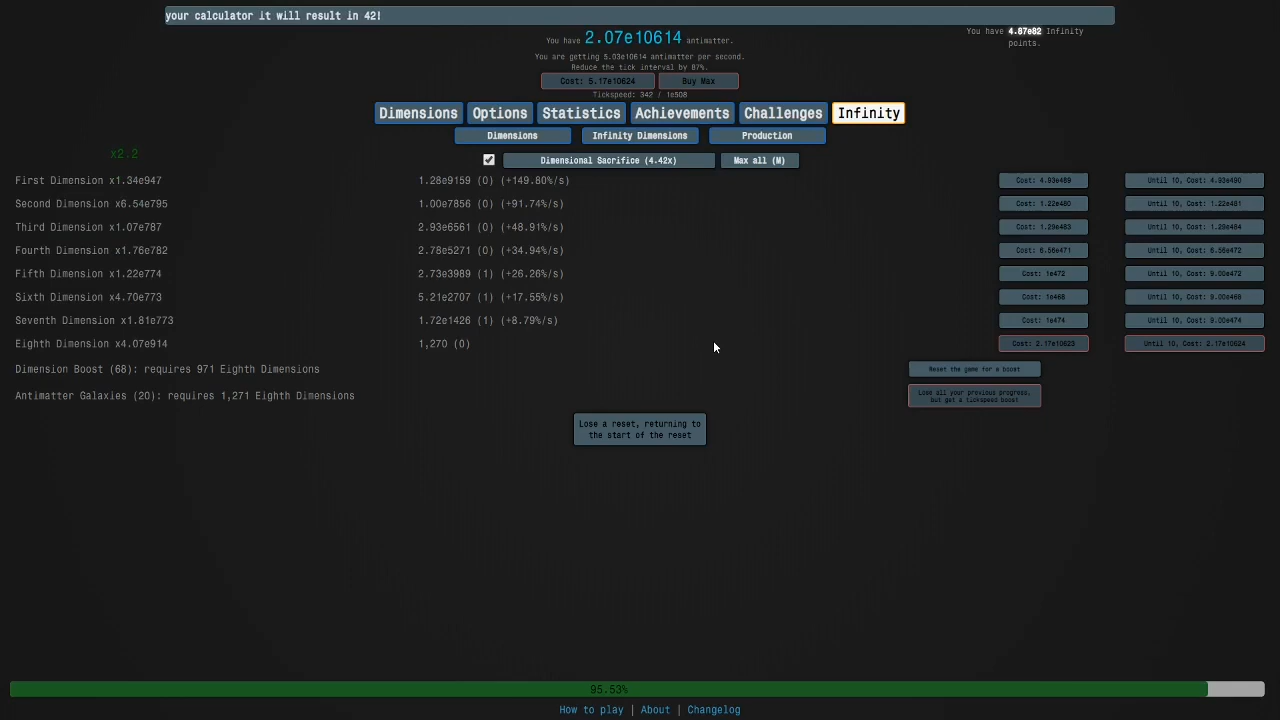 your calculator it will result in 42!
You have 2.07e10614 antimatter.
You have 4.87e82 Infinity points.
You are getting 5.03e10614 antimatter per second.
Reduce the tick interval by 87%.
Cost: 5.17e10624 Buy Max
Tickspeed: 342 / 1e508
Dimensions Options Statistics Achievements Challenges Infinity
Dimensions Infinity Dimensions Production
x2.2
Dimensional Sacrifice (4.42x) Max all (M)
First Dimension x1.34e947 1.28e9159 (0) (+149.80%/s) Cost: 4.93e489 Until 10, Cost: 4.93e490
Second Dimension x6.54e795 1.00e7856 (0) (+91.74%/s) Cost: 1.22e480 Until 10, Cost: 1.22e481
Third Dimension x1.07e787 2.93e6561 (0) (+48.91%/s) Cost: 1.29e483 Until 10, Cost: 1.29e484
Fourth Dimension x1.76e782 2.78e5271 (0) (+34.94%/s) Cost: 6.56e471 Until 10, Cost: 6.56e472
Fifth Dimension x1.22e774 2.73e3989 (1) (+26.26%/s) Cost: 1e472 Until 10, Cost: 9.00e472
Sixth Dimension x4.70e773 5.21e2707 (1) (+17.55%/s) Cost: 1e468 Until 10, Cost: 9.00e468
Seventh Dimension x1.81e773 1.72e1426 (1) (+8.79%/s) Cost: 1e474 Until 10, Cost: 9.00e474
Eighth Dimension x4.07e914 1,270 (0) Cost: 2.17e10623 Until 10, Cost: 2.17e10624
Dimension Boost (68): requires 971 Eighth Dimensions Reset the game for a boost
Antimatter Galaxies (20): requires 1,271 Eighth Dimensions Lose all your previous progress, but get a tickspeed boost
Lose a reset, returning to
the start of the reset
95.53%
How to play | About | Changelog